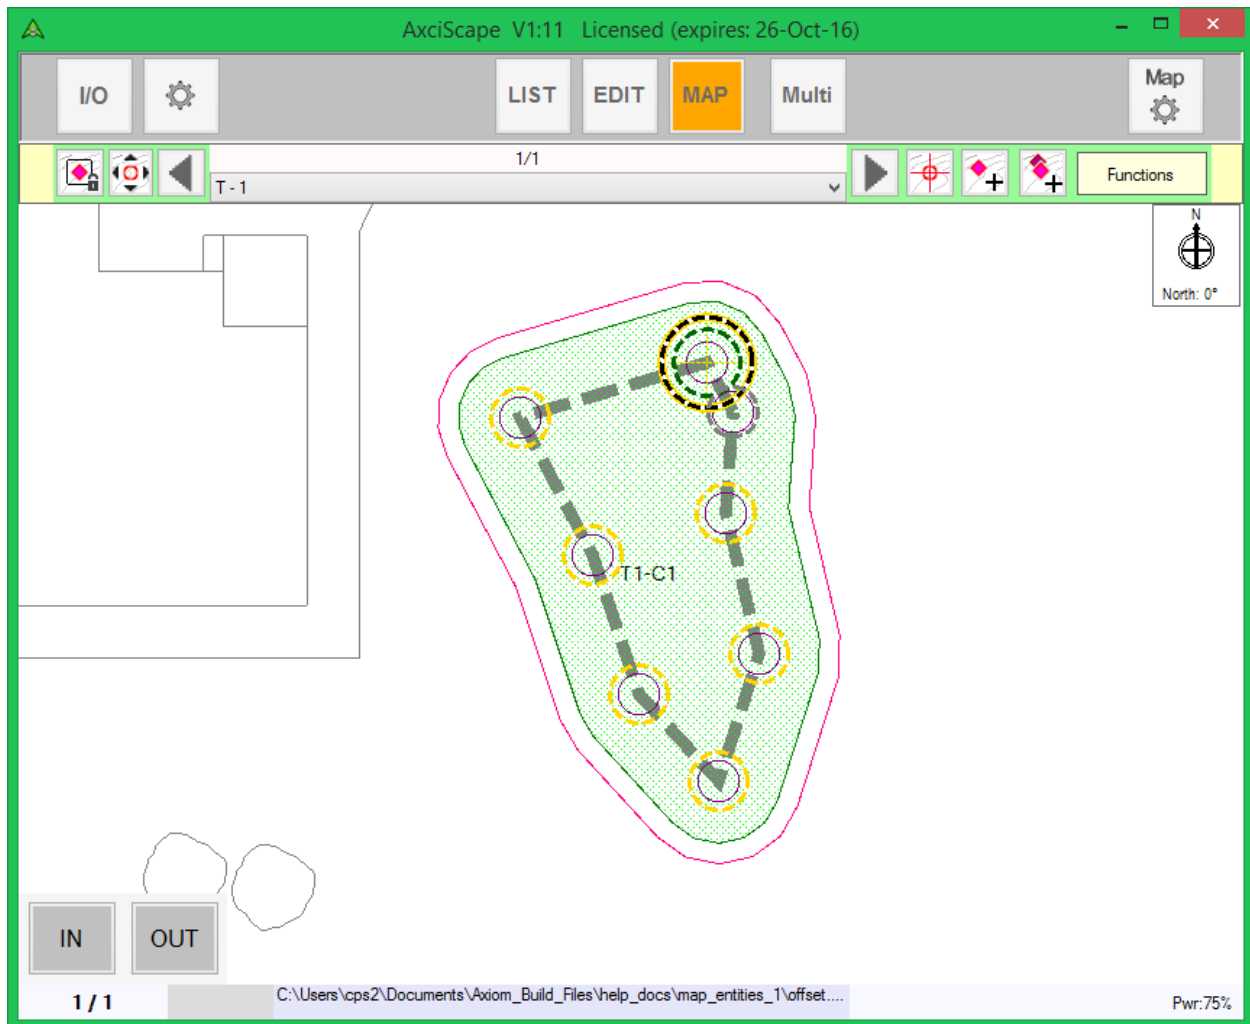 AxciScape V1:11 Licensed (expires: 26-Oct-16)
I/O
LIST
EDIT
MAP
Multi
Map
1/1
T - 1
Functions
N
North: 0°
T1-C1
IN
OUT
1 / 1
C:\Users\cps2\Documents\Axiom_Build_Files\help_docs\map_entities_1\offset....
Pwr:75%